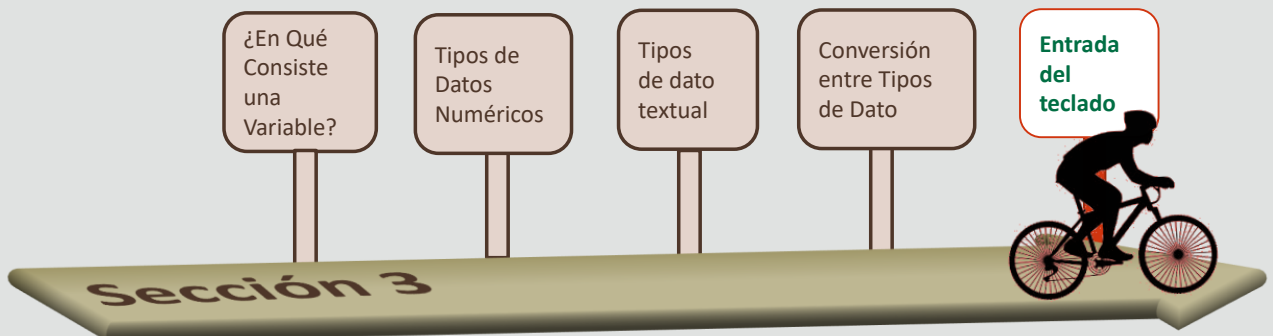 ¿En Qué
Consiste
una
Variable?
Tipos de
Datos
Numéricos
Tipos
de dato
textual
Conversión
entre Tipos
de Dato
Entrada
del
teclado
Sección 3